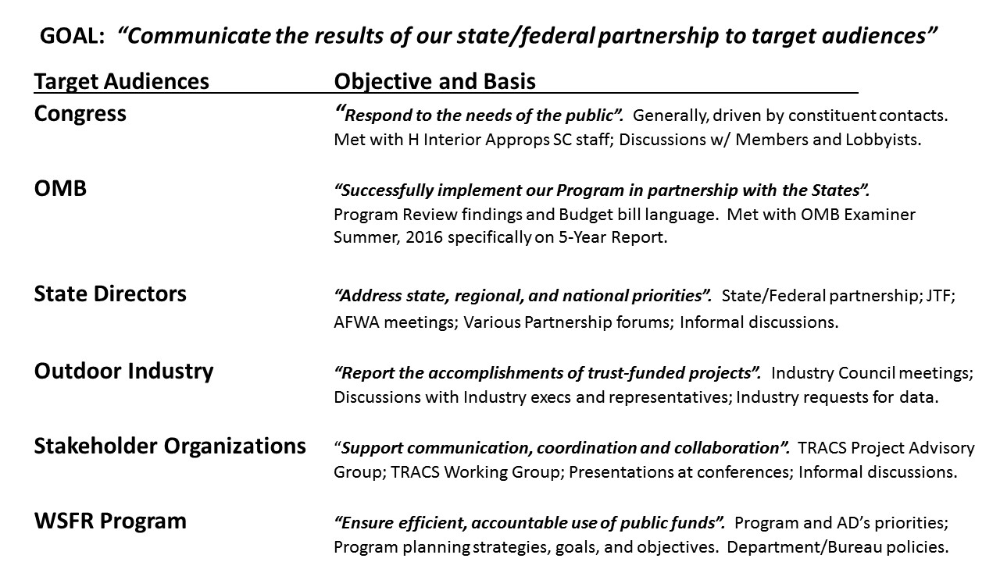 GOAL: “Communicate the results of our state/federal partnership to target audiences”
Target Audiences Objective and Basis
Congress “Respond to the needs of the public”. Generally, driven by constituent contacts.
Met with H Interior Approps SC staff; Discussions w/ Members and Lobbyists.
OMB “Successfully implement our Program in partnership with the States”.
Program Review findings and Budget bill language. Met with OMB Examiner
Summer, 2016 specifically on 5-Year Report.
State Directors “Address state, regional, and national priorities”. State/Federal partnership; JTF;
AFWA meetings; Various Partnership forums; Informal discussions.
Outdoor Industry “Report the accomplishments of trust-funded projects”. Industry Council meetings;
Discussions with Industry execs and representatives; Industry requests for data.
Stakeholder Organizations “Support communication, coordination and collaboration”. TRACS Project Advisory
Group; TRACS Working Group; Presentations at conferences; Informal discussions.
WSFR Program “Ensure efficient, accountable use of public funds”. Program and AD’s priorities;
Program planning strategies, goals, and objectives. Department/Bureau policies.